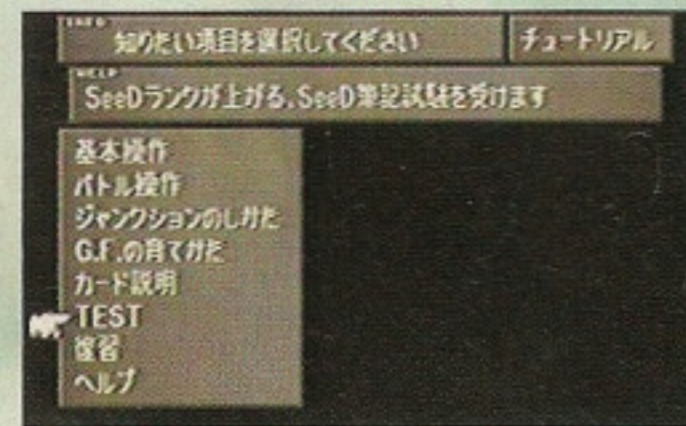 INFO
知りたい項目を選択してください
チュートリアル
HELP
SeeDランクが上がる、SeeD筆記試験を受けます
基本操作
バトル操作
ジャンクションのしかた
G.F.の育てかた
カード説明
TEST
復習
ヘルプ